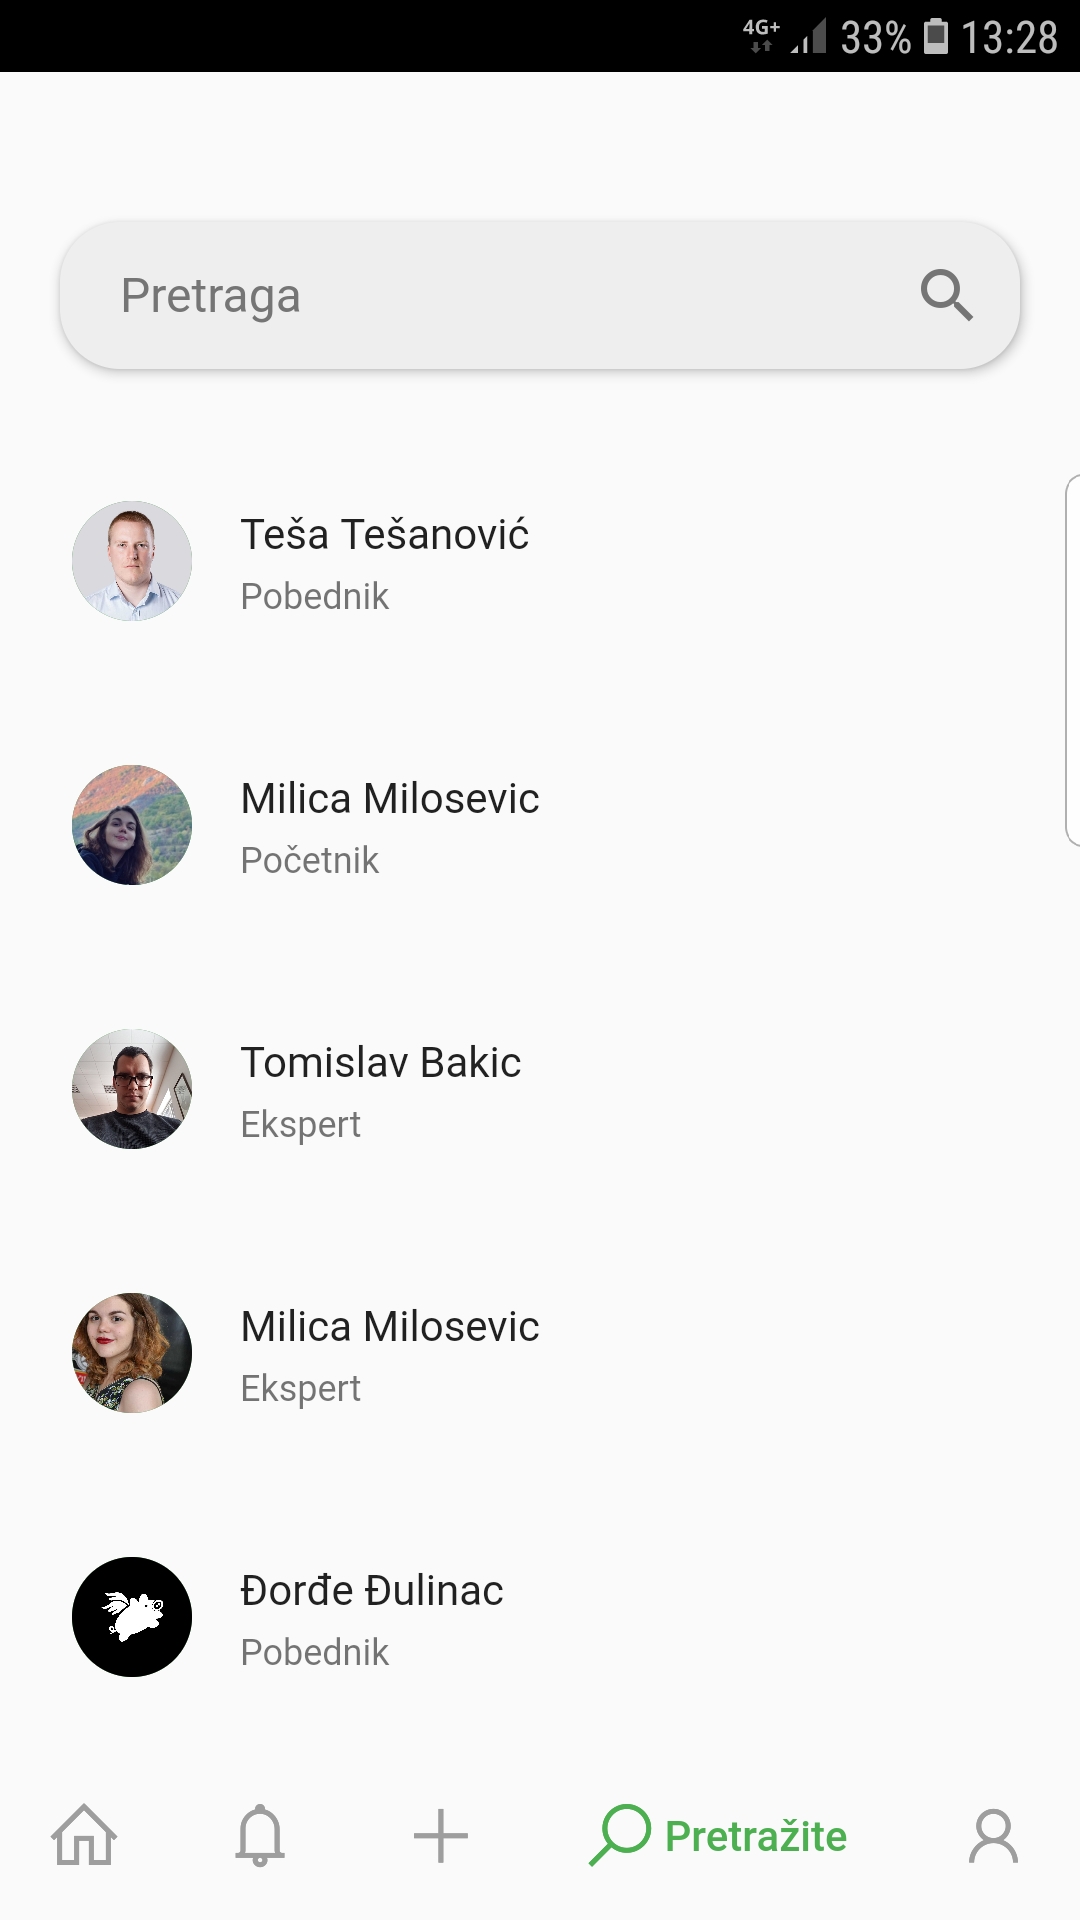 4G+ 33% 13:28
Pretraga
Teša Tešanović
Pobednik
Milica Milosevic
Početnik
Tomislav Bakic
Ekspert
Milica Milosevic
Ekspert
Đorđe Đulinac
Pobednik
Pretražite